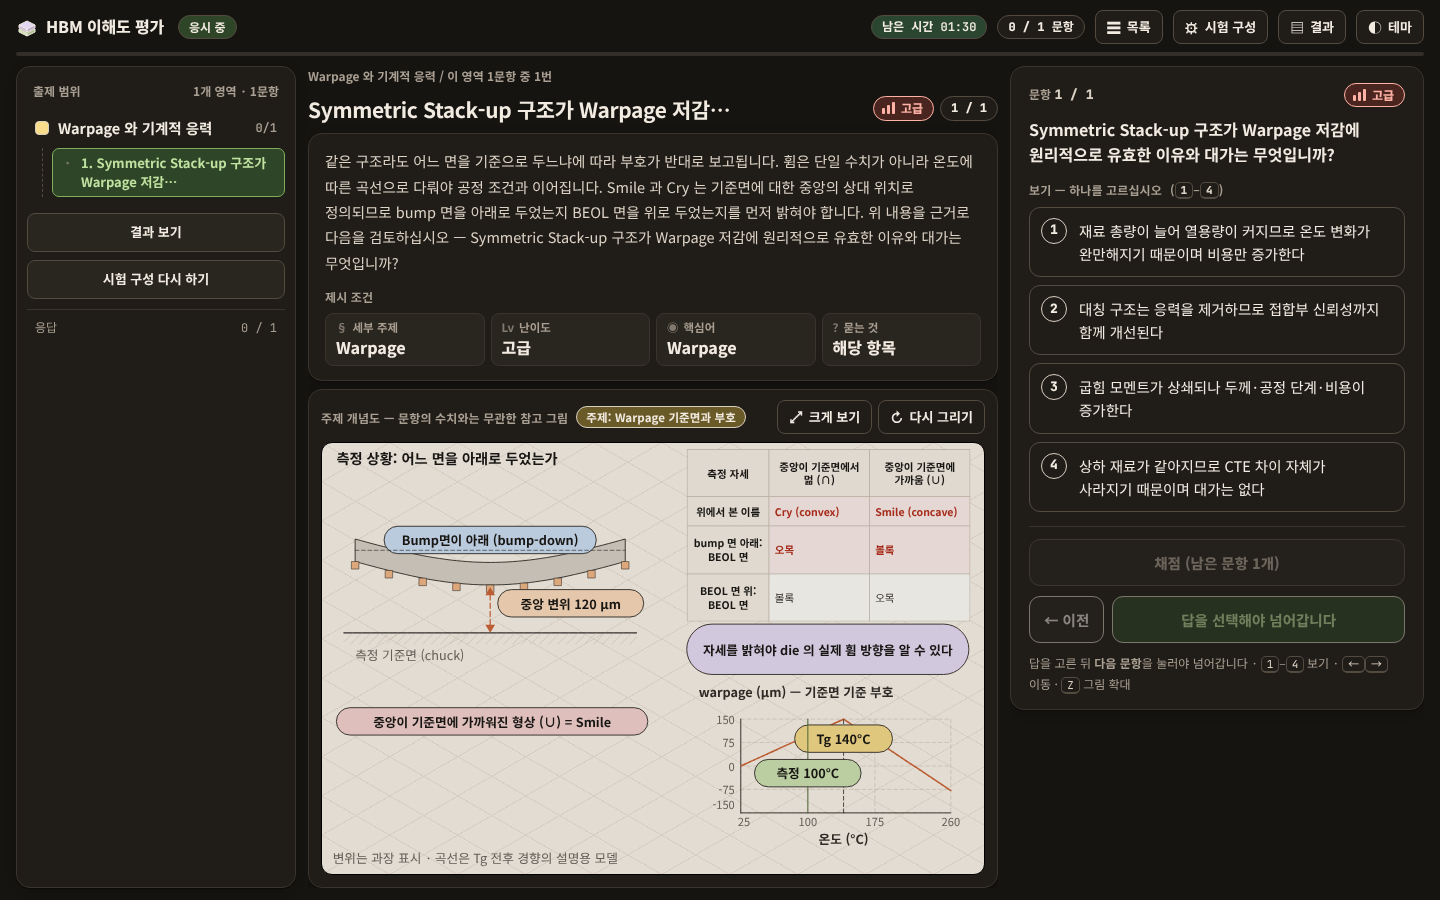 HBM 이해도 평가
응시 중
남은 시간 01:30
0 / 1 문항
목록
시험 구성
결과
테마
출제 범위
1개 영역 · 1문항
Warpage 와 기계적 응력
0/1
· 1. Symmetric Stack-up 구조가
Warpage 저감…
결과 보기
시험 구성 다시 하기
응답
0 / 1
Warpage 와 기계적 응력 / 이 영역 1문항 중 1번
Symmetric Stack-up 구조가 Warpage 저감…
고급
1 / 1
같은 구조라도 어느 면을 기준으로 두느냐에 따라 부호가 반대로 보고됩니다. 휨은 단일 수치가 아니라 온도에
따른 곡선으로 다뤄야 공정 조건과 이어집니다. Smile 과 Cry 는 기준면에 대한 중앙의 상대 위치로
정의되므로 bump 면을 아래로 두었는지 BEOL 면을 위로 두었는지를 먼저 밝혀야 합니다. 위 내용을 근거로
다음을 검토하십시오 — Symmetric Stack-up 구조가 Warpage 저감에 원리적으로 유효한 이유와 대가는
무엇입니까?
제시 조건
§ 세부 주제
Warpage
Lv 난이도
고급
◉ 핵심어
Warpage
? 묻는 것
해당 항목
주제 개념도 — 문항의 수치와는 무관한 참고 그림
주제: Warpage 기준면과 부호
크게 보기
다시 그리기
측정 상황: 어느 면을 아래로 두었는가
Bump면이 아래 (bump-down)
중앙 변위 120 µm
측정 기준면 (chuck)
중앙이 기준면에 가까워진 형상 (∪) = Smile
변위는 과장 표시 · 곡선은 Tg 전후 경향의 설명용 모델
측정 자세
중앙이 기준면에서
멂 (∩)
중앙이 기준면에
가까움 (∪)
위에서 본 이름
Cry (convex)
Smile (concave)
bump 면 아래:
BEOL 면
오목
볼록
BEOL 면 위:
BEOL 면
볼록
오목
자세를 밝혀야 die 의 실제 휨 방향을 알 수 있다
warpage (µm) — 기준면 기준 부호
150
75
0
-75
-150
Tg 140°C
측정 100°C
25
100
175
260
온도 (°C)
문항 1 / 1
고급
Symmetric Stack-up 구조가 Warpage 저감에
원리적으로 유효한 이유와 대가는 무엇입니까?
보기 — 하나를 고르십시오 (1–4)
1 재료 총량이 늘어 열용량이 커지므로 온도 변화가
완만해지기 때문이며 비용만 증가한다
2 대칭 구조는 응력을 제거하므로 접합부 신뢰성까지
함께 개선된다
3 굽힘 모멘트가 상쇄되나 두께·공정 단계·비용이
증가한다
4 상하 재료가 같아지므로 CTE 차이 자체가
사라지기 때문이며 대가는 없다
채점 (남은 문항 1개)
← 이전
답을 선택해야 넘어갑니다
답을 고른 뒤 다음 문항을 눌러야 넘어갑니다 · 1–4 보기 · ← →
이동 · Z 그림 확대